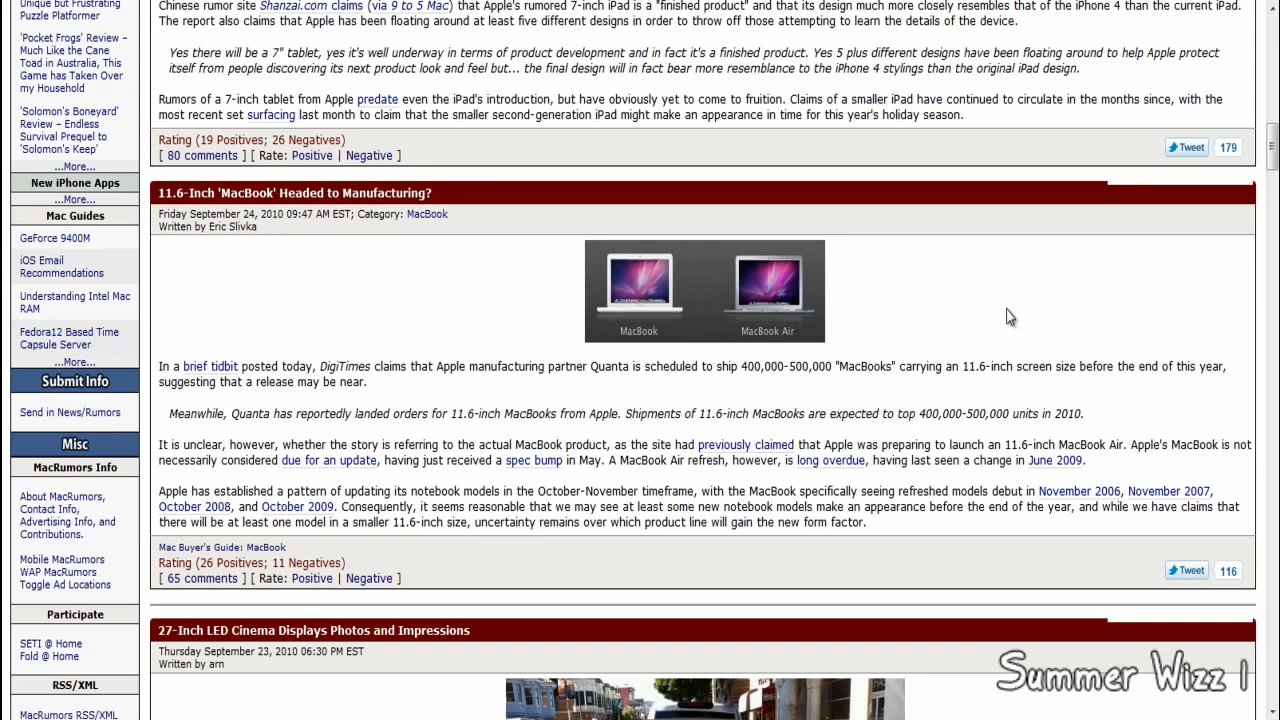 Unique but Frustrating
Puzzle Platformer
'Pocket Frogs' Review –
Much Like the Cane
Toad in Australia, This
Game has Taken Over
my Household
'Solomon's Boneyard'
Review – Endless
Survival Prequel to
'Solomon's Keep'
...More...
New iPhone Apps
...More...
Mac Guides
GeForce 9400M
iOS Email
Recommendations
Understanding Intel Mac
RAM
Fedora12 Based Time
Capsule Server
...More...
Submit Info
Send in News/Rumors
Misc
MacRumors Info
About MacRumors,
Contact Info,
Advertising Info, and
Contributions.
Mobile MacRumors
WAP MacRumors
Toggle Ad Locations
Participate
SETI @ Home
Fold @ Home
RSS/XML
MacRumors RSS/XML
Chinese rumor site Shanzai.com claims (via 9 to 5 Mac) that Apple's rumored 7-inch iPad is a "finished product" and that its design much more closely resembles that of the iPhone 4 than the current iPad.
The report also claims that Apple has been floating around at least five different designs in order to throw off those attempting to learn the details of the device.
Yes there will be a 7" tablet, yes it's well underway in terms of product development and in fact it's a finished product. Yes 5 plus different designs have been floating around to help Apple protect
itself from people discovering its next product look and feel but... the final design will in fact bear more resemblance to the iPhone 4 stylings than the original iPad design.
Rumors of a 7-inch tablet from Apple predate even the iPad's introduction, but have obviously yet to come to fruition. Claims of a smaller iPad have continued to circulate in the months since, with the
most recent set surfacing last month to claim that the smaller second-generation iPad might make an appearance in time for this year's holiday season.
Rating (19 Positives; 26 Negatives)
[ 80 comments ] [ Rate: Positive | Negative ]
Tweet 179
11.6-Inch 'MacBook' Headed to Manufacturing?
Friday September 24, 2010 09:47 AM EST; Category: MacBook
Written by Eric Slivka
MacBook MacBook Air
In a brief tidbit posted today, DigiTimes claims that Apple manufacturing partner Quanta is scheduled to ship 400,000-500,000 "MacBooks" carrying an 11.6-inch screen size before the end of this year,
suggesting that a release may be near.
Meanwhile, Quanta has reportedly landed orders for 11.6-inch MacBooks from Apple. Shipments of 11.6-inch MacBooks are expected to top 400,000-500,000 units in 2010.
It is unclear, however, whether the story is referring to the actual MacBook product, as the site had previously claimed that Apple was preparing to launch an 11.6-inch MacBook Air. Apple's MacBook is not
necessarily considered due for an update, having just received a spec bump in May. A MacBook Air refresh, however, is long overdue, having last seen a change in June 2009.
Apple has established a pattern of updating its notebook models in the October-November timeframe, with the MacBook specifically seeing refreshed models debut in November 2006, November 2007,
October 2008, and October 2009. Consequently, it seems reasonable that we may see at least some new notebook models make an appearance before the end of the year, and while we have claims that
there will be at least one model in a smaller 11.6-inch size, uncertainty remains over which product line will gain the new form factor.
Mac Buyer's Guide: MacBook
Rating (26 Positives; 11 Negatives)
[ 65 comments ] [ Rate: Positive | Negative ]
Tweet 116
27-Inch LED Cinema Displays Photos and Impressions
Thursday September 23, 2010 06:30 PM EST
Written by arn
Summer Wizz 1